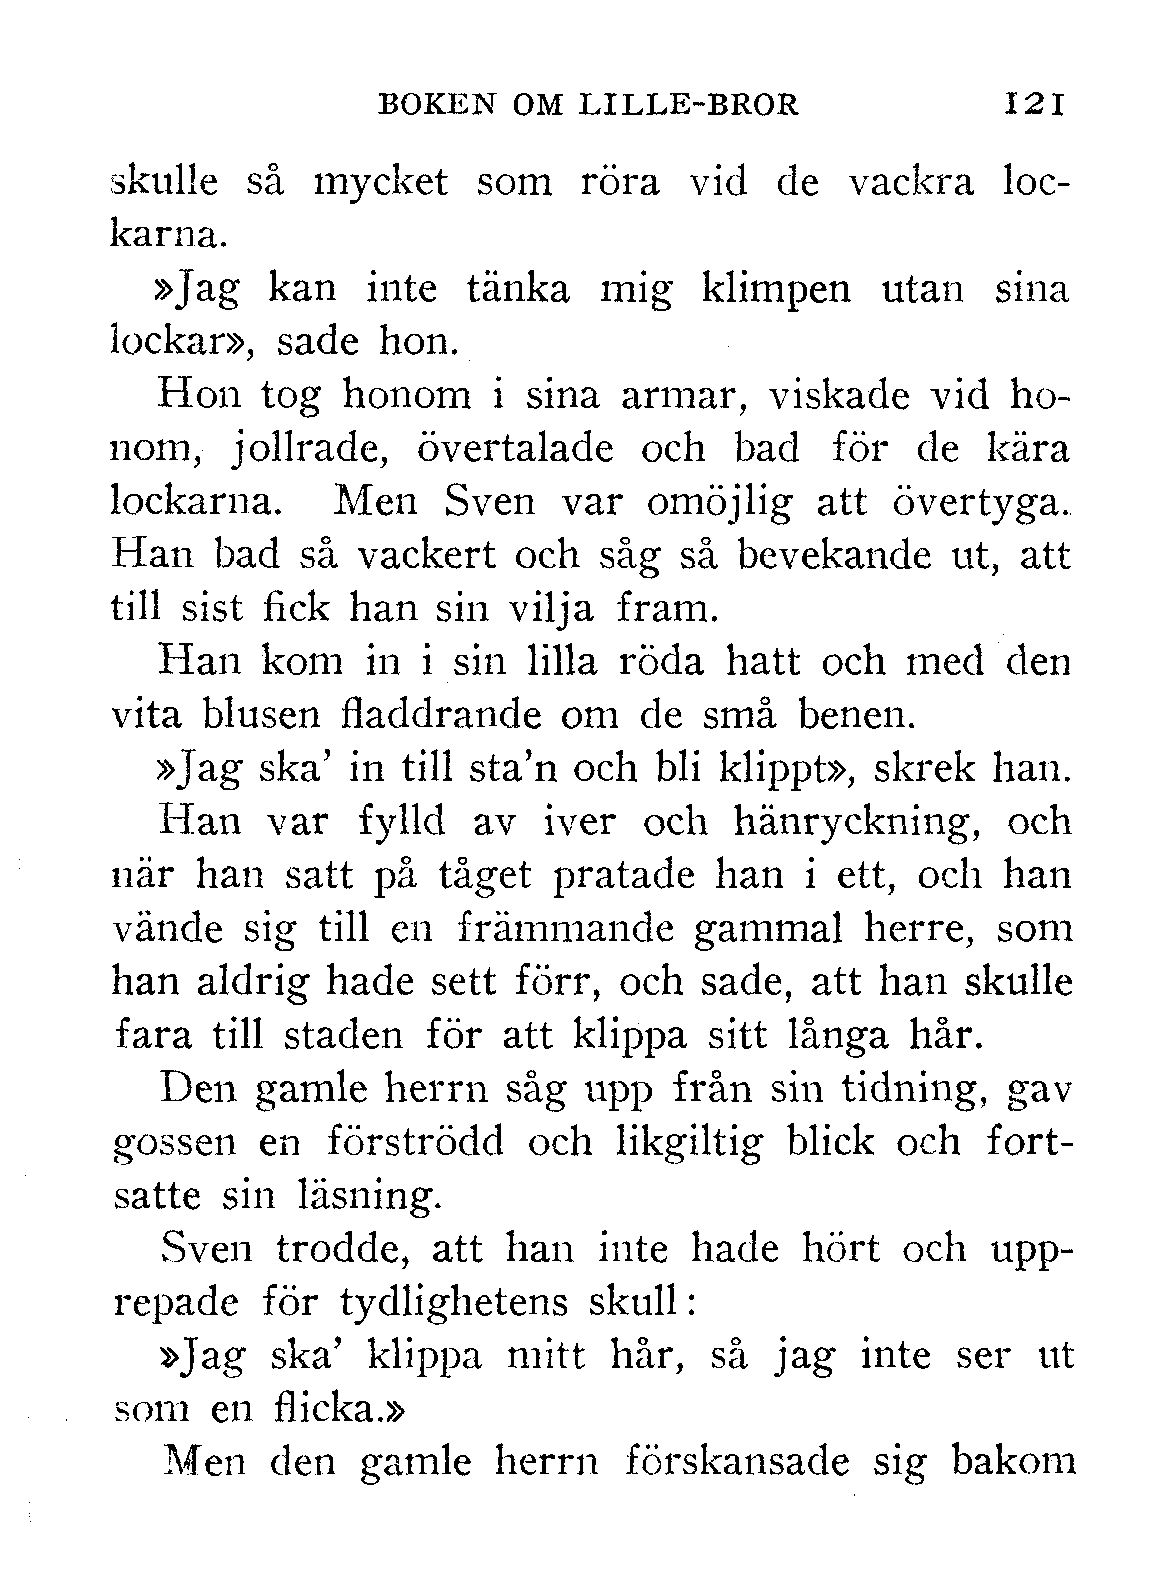 BOKEN OM LILLE-BROR 121
skulle så mycket som röra vid de vackra loc-
karna.
»Jag kan inte tänka mig klimpen utan sina
lockar», sade hon.
Hon tog honom i sina armar, viskade vid ho-
nom, jollrade, övertalade och bad för de kära
lockarna. Men Sven var omöjlig att övertyga.
Han bad så vackert och såg så bevekande ut, att
till sist fick han sin vilja fram.
Han kom in i sin lilla röda hatt och med den
vita blusen fladdrande om de små benen.
»Jag ska' in till sta'n och bli klippt», skrek han.
Han var fylld av iver och hänryckning, och
när han satt på tåget pratade han i ett, och han
vände sig till en främmande gammal herre, som
han aldrig hade sett förr, och sade, att han skulle
fara till staden för att klippa sitt långa hår.
Den gamle herrn såg upp från sin tidning, gav
gossen en förströdd och likgiltig blick och fort-
satte sin läsning.
Sven trodde, att han inte hade hört och upp-
repade för tydlighetens skull:
»Jag ska' klippa mitt hår, så jag inte ser ut
som en flicka.»
Men den gamle herrn förskansade sig bakom